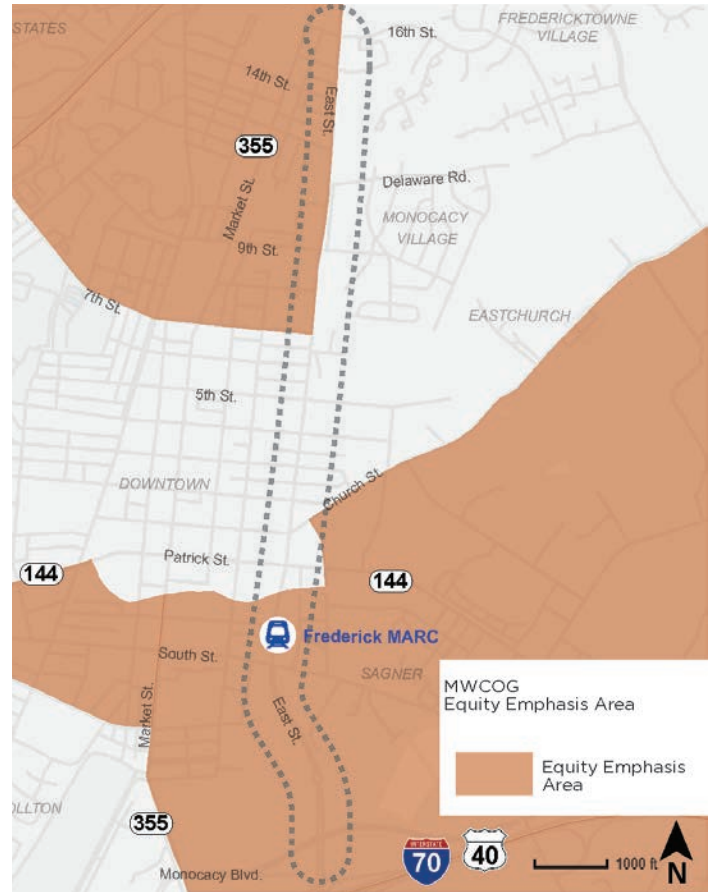 STATES
16th St.
FREDERICKTOWNE
VILLAGE
14th St.
East St.
355
Market St.
Delaware Rd.
MONOCACY
VILLAGE
9th St.
7th St.
EASTCHURCH
5th St.
DOWNTOWN
Church St.
Patrick St.
144
144
Frederick MARC
South St.
SAGNER
Market St.
East St.
MWCOG
Equity Emphasis Area
Equity Emphasis
Area
OLLTON
355
Monocacy Blvd.
INTERSTATE
70
40
1000 ft
N